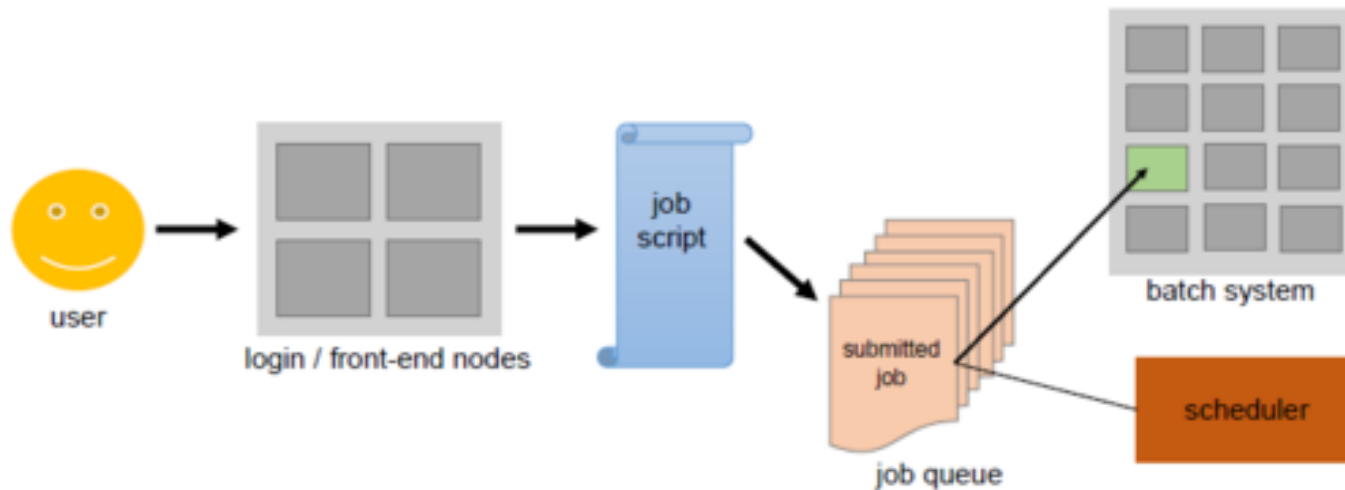 user
login / front-end nodes
job
script
submitted
job
job queue
batch system
scheduler